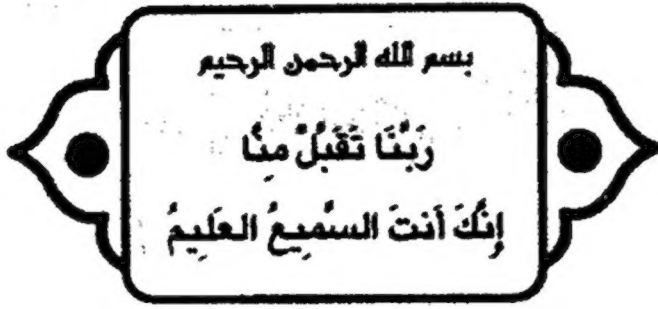 بسم الله الرحمن الرحيم
رَبَّنَا تَقَبَّلْ مِنَّا
إِنَّكَ أَنتَ السَّمِيعُ العَلِيمُ